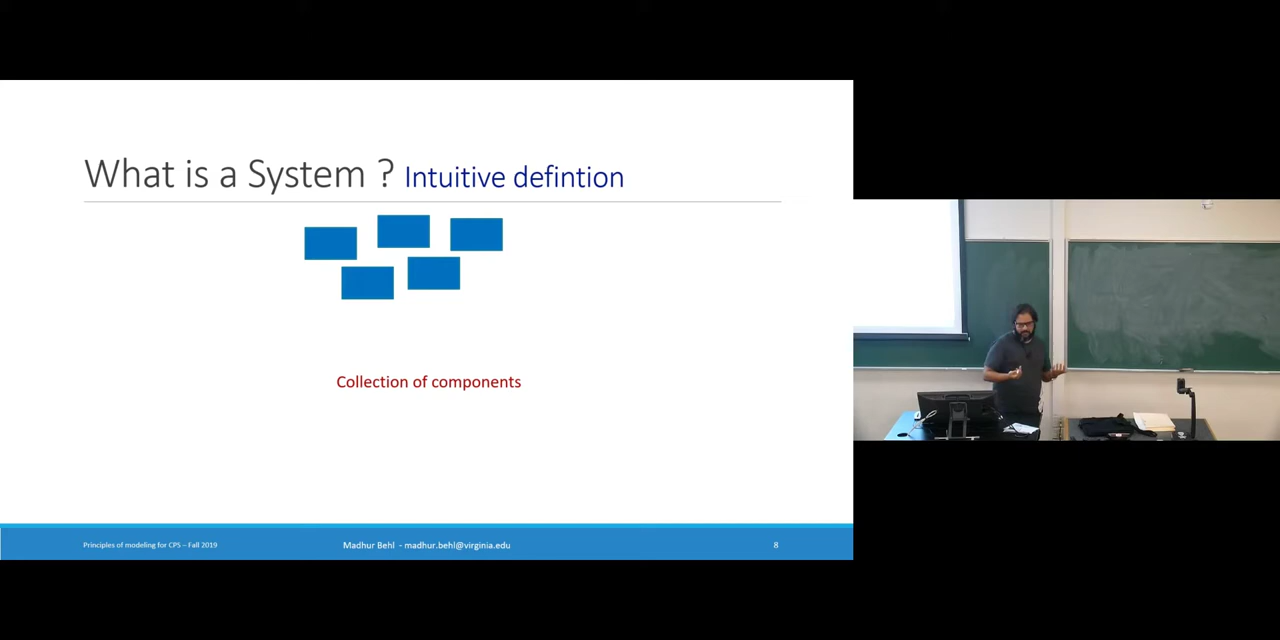 What is a System ? Intuitive defintion
Collection of components
Principles of modeling for CPS – Fall 2019
Madhur Behl - madhur.behl@virginia.edu
8